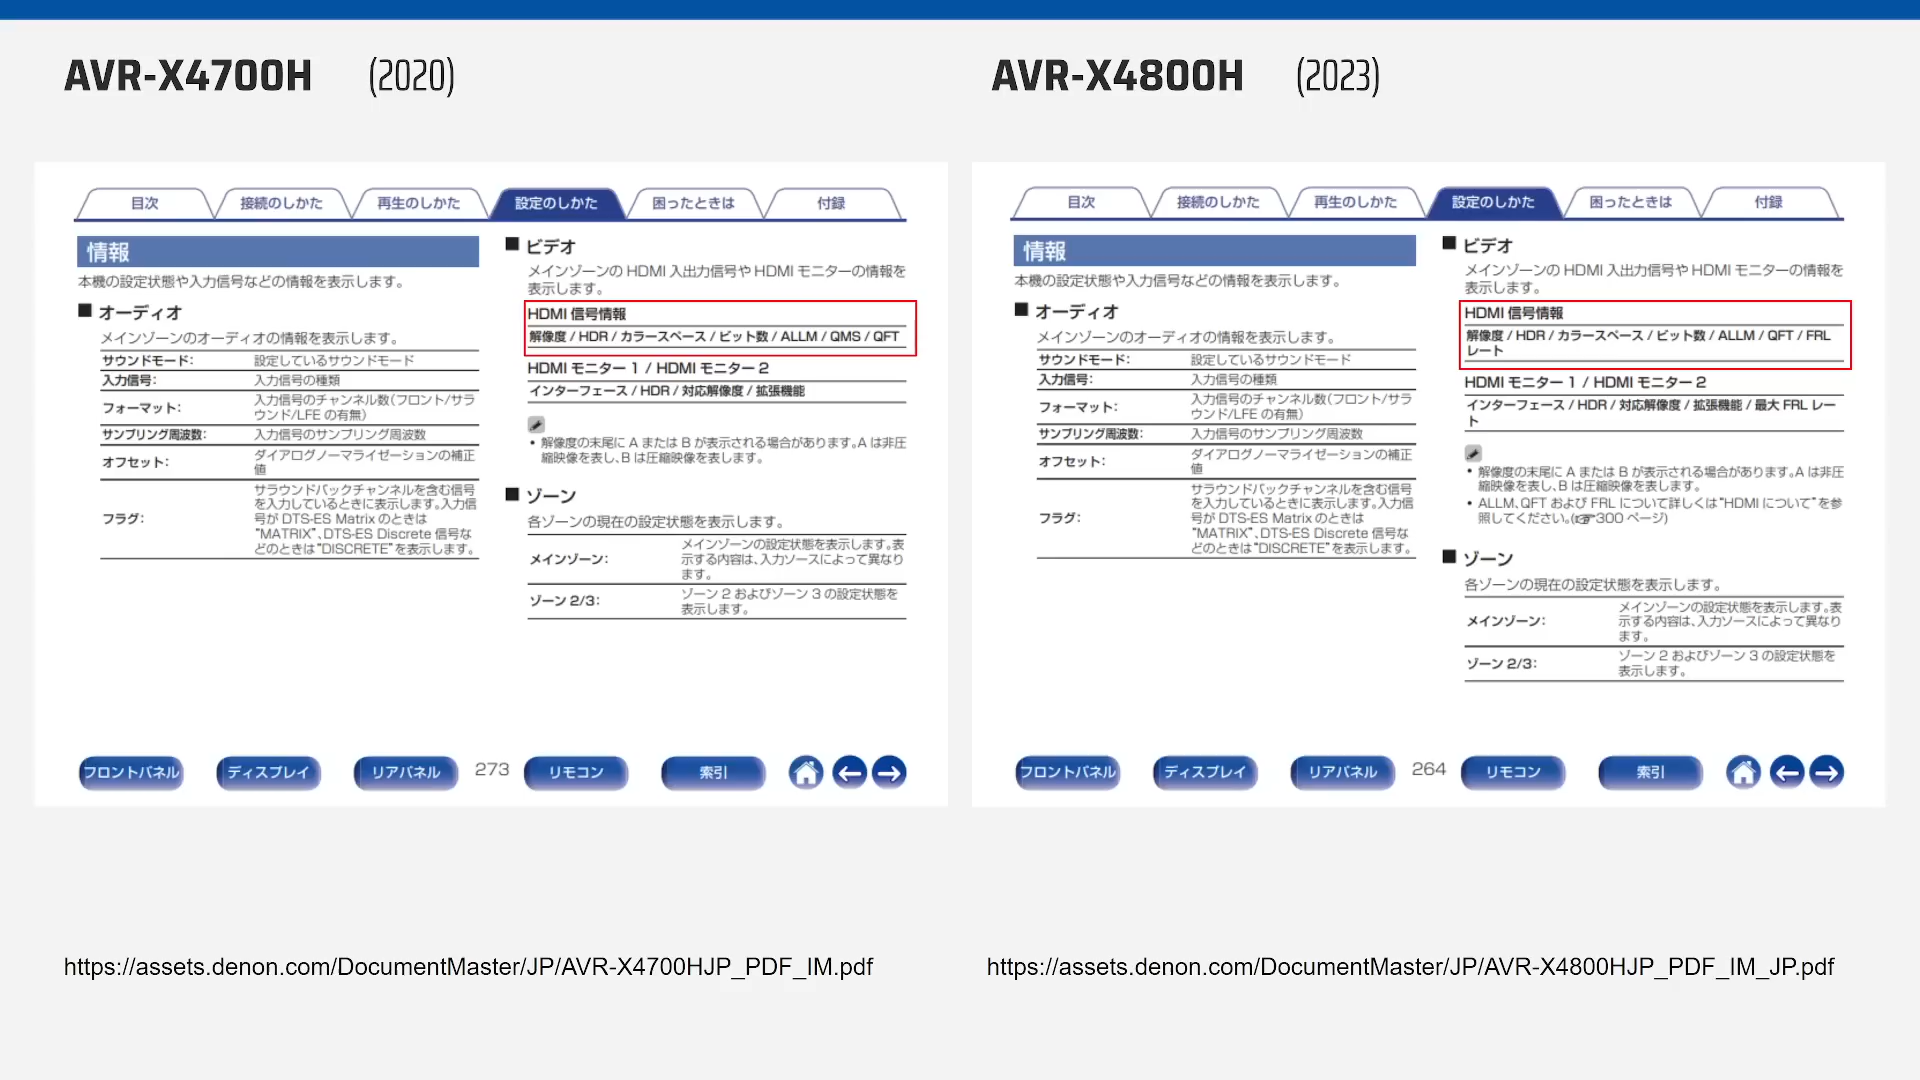 AVR-X4700H (2020)
AVR-X4800H (2023)
目次 接続のしかた 再生のしかた 設定のしかた 困ったときは 付録
情報
本機の設定状態や入力信号などの情報を表示します。
■ オーディオ
メインゾーンのオーディオの情報を表示します。
サウンドモード: 設定しているサウンドモード
入力信号: 入力信号の種類
フォーマット: 入力信号のチャンネル数(フロント/サラ
ウンド/LFE の有無)
サンプリング周波数: 入力信号のサンプリング周波数
オフセット: ダイアログノーマライゼーションの補正
値
フラグ: サラウンドバックチャンネルを含む信号
を入力しているときに表示します。入力信
号が DTS-ES Matrix のときは
"MATRIX"、DTS-ES Discrete 信号な
どのときは"DISCRETE"を表示します。
■ ビデオ
メインゾーンの HDMI 入出力信号や HDMI モニターの情報を
表示します。
HDMI 信号情報
解像度 / HDR / カラースペース / ビット数 / ALLM / QMS / QFT
HDMI モニター 1 / HDMI モニター 2
インターフェース / HDR / 対応解像度 / 拡張機能
• 解像度の末尾に A または B が表示される場合があります。A は非圧
縮映像を表し、B は圧縮映像を表します。
■ ゾーン
各ゾーンの現在の設定状態を表示します。
メインゾーン: メインゾーンの設定状態を表示します。表
示する内容は、入力ソースによって異なり
ます。
ゾーン 2/3: ゾーン 2 およびゾーン 3 の設定状態を
表示します。
フロントパネル ディスプレイ リアパネル 273 リモコン 索引
目次 接続のしかた 再生のしかた 設定のしかた 困ったときは 付録
情報
本機の設定状態や入力信号などの情報を表示します。
■ オーディオ
メインゾーンのオーディオの情報を表示します。
サウンドモード: 設定しているサウンドモード
入力信号: 入力信号の種類
フォーマット: 入力信号のチャンネル数(フロント/サラ
ウンド/LFE の有無)
サンプリング周波数: 入力信号のサンプリング周波数
オフセット: ダイアログノーマライゼーションの補正
値
フラグ: サラウンドバックチャンネルを含む信号
を入力しているときに表示します。入力信
号が DTS-ES Matrix のときは
"MATRIX"、DTS-ES Discrete 信号な
どのときは"DISCRETE"を表示します。
■ ビデオ
メインゾーンの HDMI 入出力信号や HDMI モニターの情報を
表示します。
HDMI 信号情報
解像度 / HDR / カラースペース / ビット数 / ALLM / QFT / FRL
レート
HDMI モニター 1 / HDMI モニター 2
インターフェース / HDR / 対応解像度 / 拡張機能 / 最大 FRL レー
ト
• 解像度の末尾に A または B が表示される場合があります。A は非圧
縮映像を表し、B は圧縮映像を表します。
• ALLM、QFT および FRL について詳しくは"HDMI について"を参
照してください。(☞300 ページ)
■ ゾーン
各ゾーンの現在の設定状態を表示します。
メインゾーン: メインゾーンの設定状態を表示します。表
示する内容は、入力ソースによって異なり
ます。
ゾーン 2/3: ゾーン 2 およびゾーン 3 の設定状態を
表示します。
フロントパネル ディスプレイ リアパネル 264 リモコン 索引
https://assets.denon.com/DocumentMaster/JP/AVR-X4700HJP_PDF_IM.pdf
https://assets.denon.com/DocumentMaster/JP/AVR-X4800HJP_PDF_IM_JP.pdf